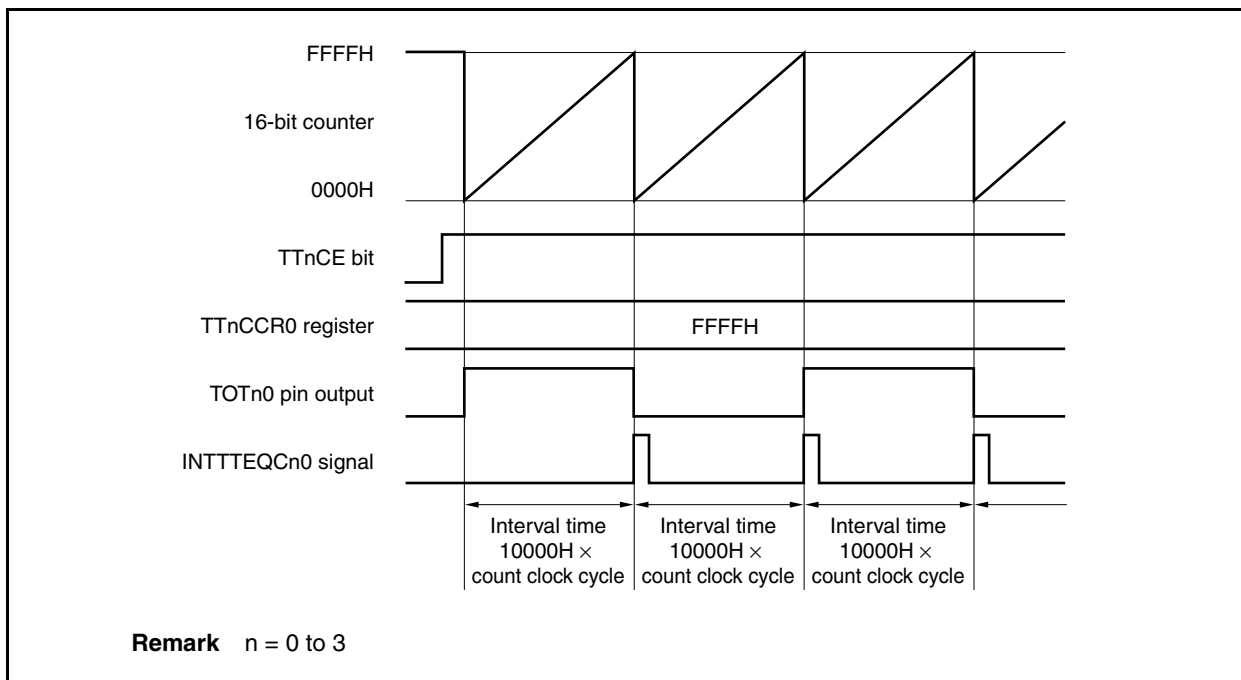 FFFFH
16-bit counter
0000H
TTnCE bit
TTnCCR0 register
FFFFH
TOTn0 pin output
INTTTEQCn0 signal
Interval time
10000H ×
count clock cycle
Interval time
10000H ×
count clock cycle
Interval time
10000H ×
count clock cycle
Remark n = 0 to 3